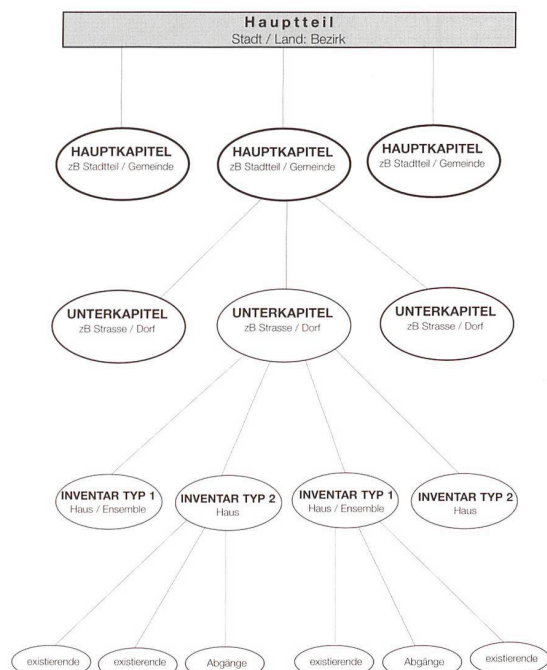 Hauptteil
Stadt / Land: Bezirk
HAUPTKAPITEL
zB Stadtteil / Gemeinde
HAUPTKAPITEL
zB Stadtteil / Gemeinde
HAUPTKAPITEL
zB Stadtteil / Gemeinde
UNTERKAPITEL
zB Strasse / Dorf
UNTERKAPITEL
zB Strasse / Dorf
UNTERKAPITEL
zB Strasse / Dorf
INVENTAR TYP 1
Haus / Ensemble
INVENTAR TYP 2
Haus
INVENTAR TYP 1
Haus / Ensemble
INVENTAR TYP 2
Haus
existierende
existierende
Abgänge
existierende
Abgänge
existierende